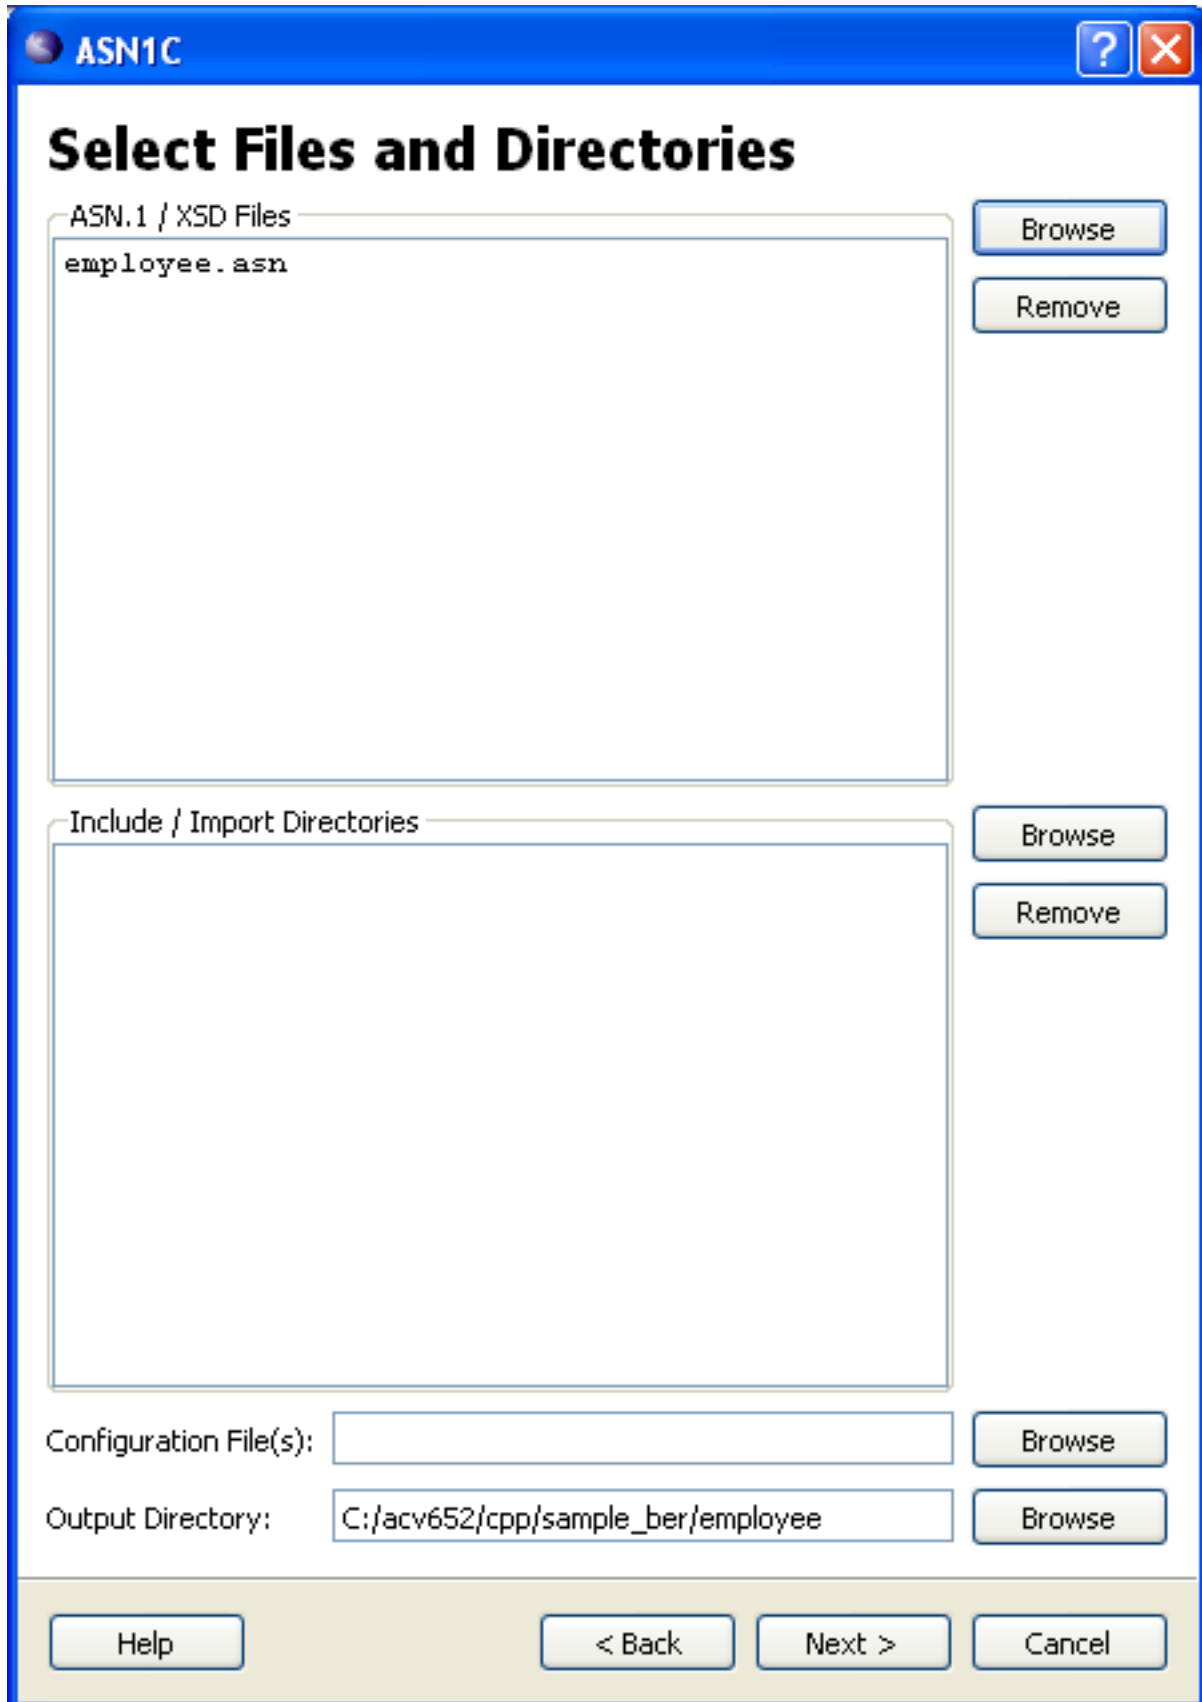 ASN1C
?
Select Files and Directories
ASN.1 / XSD Files
Browse
employee.asn
Remove
Include / Import Directories
Browse
Remove
Configuration File(s):
Browse
Output Directory: C:/acv652/cpp/sample_ber/employee Browse
Help < Back Next > Cancel